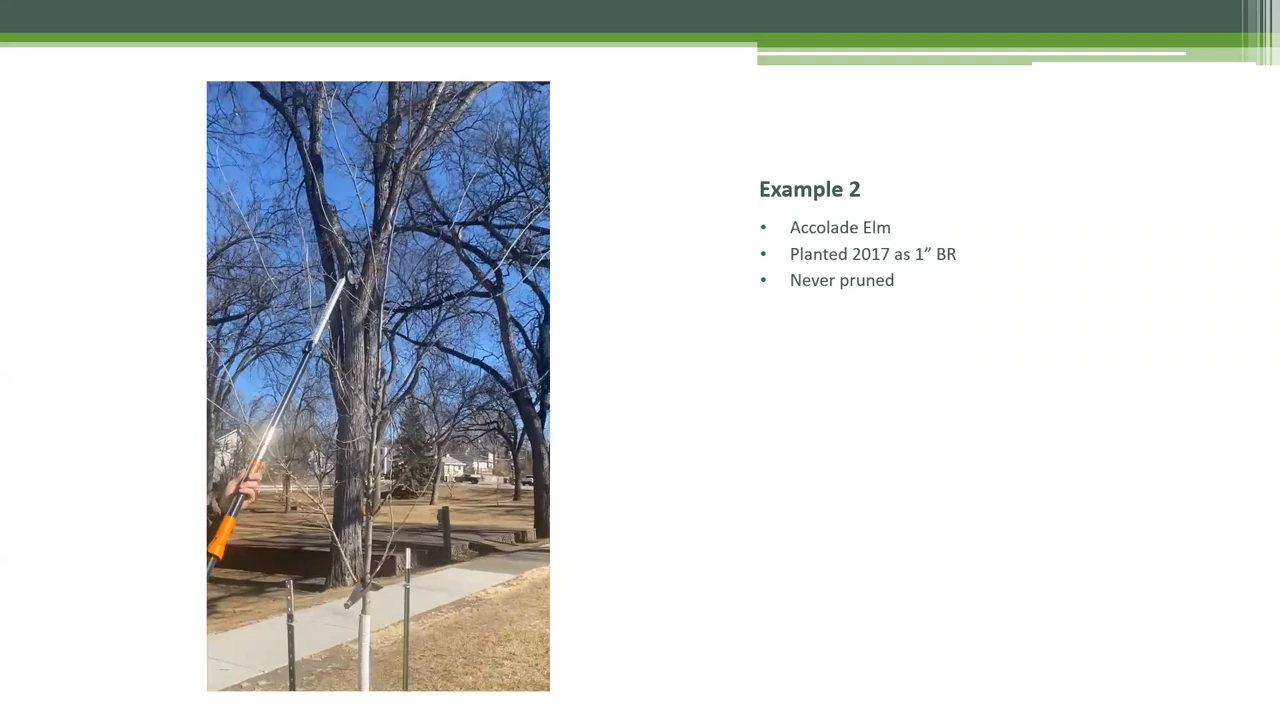 Example 2
• Accolade Elm
• Planted 2017 as 1” BR
• Never pruned